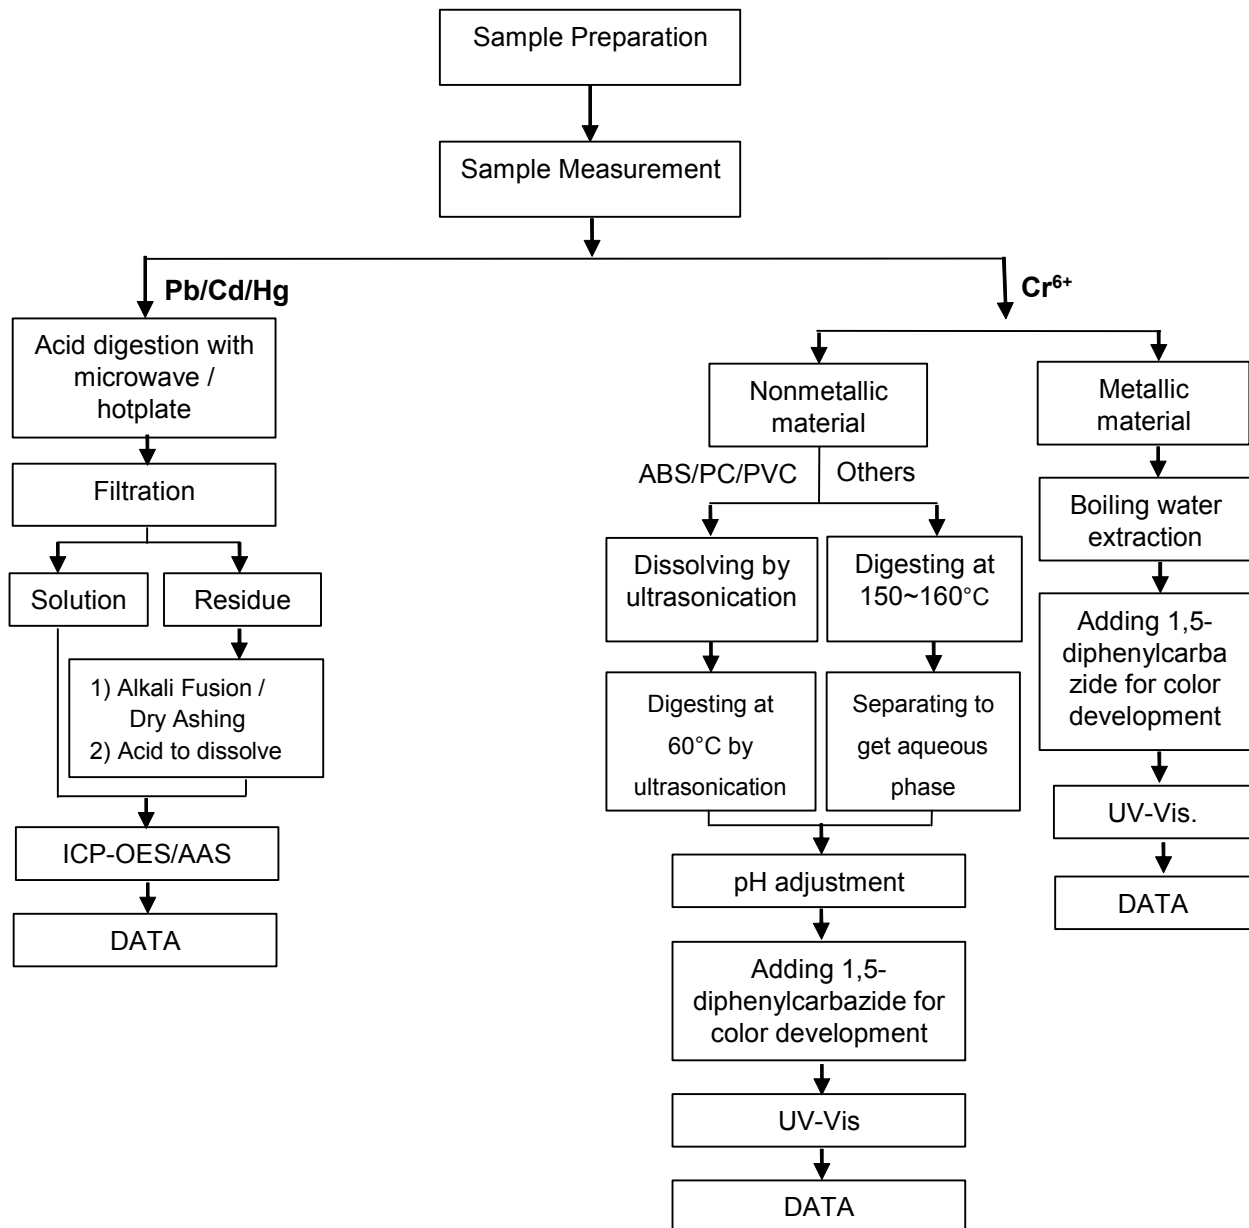 Sample Preparation
Sample Measurement
Pb/Cd/Hg
Acid digestion with
microwave /
hotplate
Filtration
Solution
Residue
1) Alkali Fusion /
Dry Ashing
2) Acid to dissolve
ICP-OES/AAS
DATA
Cr⁶⁺
Nonmetallic
material
ABS/PC/PVC
Others
Dissolving by
ultrasonication
Digesting at
60°C by
ultrasonication
Digesting at
150~160°C
Separating to
get aqueous
phase
pH adjustment
Adding 1,5-
diphenylcarbazide for
color development
UV-Vis
DATA
Metallic
material
Boiling water
extraction
Adding 1,5-
diphenylcarba
zide for color
development
UV-Vis.
DATA